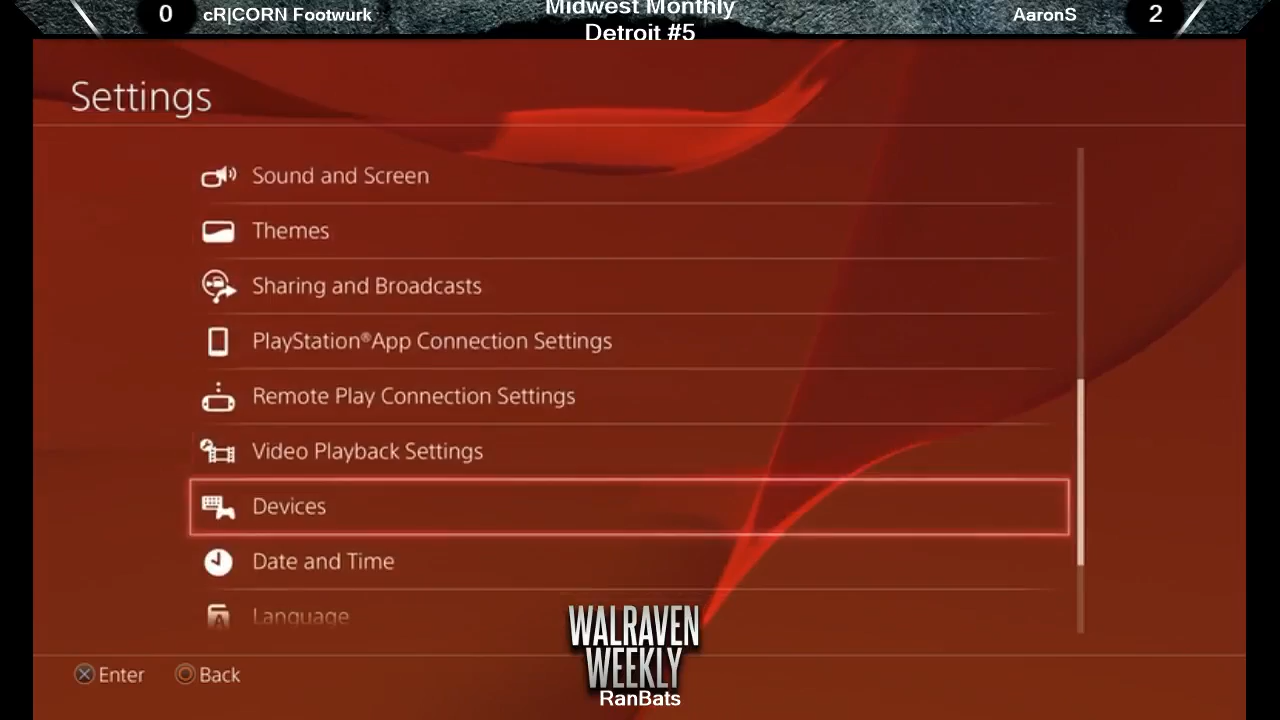 0 cR|CORN Footwurk
Midwest Monthly
Detroit #5
AaronS 2
Settings
Sound and Screen
Themes
Sharing and Broadcasts
PlayStation®App Connection Settings
Remote Play Connection Settings
Video Playback Settings
Devices
Date and Time
Language
WALRAVEN
WEEKLY
RanBats
Enter Back